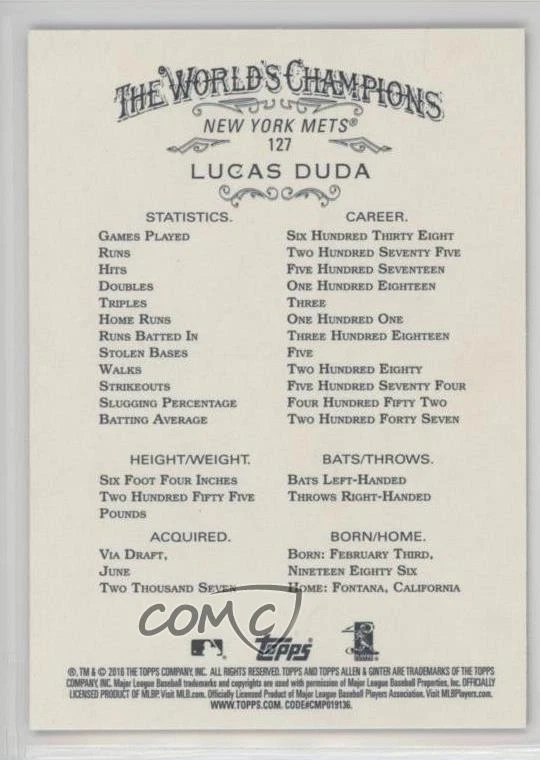 THE WORLD'S CHAMPIONS
NEW YORK METS®
127
LUCAS DUDA
STATISTICS. CAREER.
GAMES PLAYED SIX HUNDRED THIRTY EIGHT
RUNS TWO HUNDRED SEVENTY FIVE
HITS FIVE HUNDRED SEVENTEEN
DOUBLES ONE HUNDRED EIGHTEEN
TRIPLES THREE
HOME RUNS ONE HUNDRED ONE
RUNS BATTED IN THREE HUNDRED EIGHTEEN
STOLEN BASES FIVE
WALKS TWO HUNDRED EIGHTY
STRIKEOUTS FIVE HUNDRED SEVENTY FOUR
SLUGGING PERCENTAGE FOUR HUNDRED FIFTY TWO
BATTING AVERAGE TWO HUNDRED FORTY SEVEN
HEIGHT/WEIGHT.
SIX FOOT FOUR INCHES
TWO HUNDRED FIFTY FIVE
POUNDS
BATS/THROWS.
BATS LEFT-HANDED
THROWS RIGHT-HANDED
ACQUIRED.
VIA DRAFT,
JUNE
TWO THOUSAND SEVEN
BORN/HOME.
BORN: FEBRUARY THIRD,
NINETEEN EIGHTY SIX
HOME: FONTANA, CALIFORNIA
COMC
Topps
®, TM & © 2016 THE TOPPS COMPANY, INC. ALL RIGHTS RESERVED. TOPPS AND TOPPS ALLEN & GINTER ARE TRADEMARKS OF THE TOPPS
COMPANY, INC. Major League Baseball trademarks and copyrights are used with permission of Major League Baseball Properties, Inc. OFFICIALLY
LICENSED PRODUCT OF MLBP. Visit MLB.com. Officially Licensed Product of Major League Baseball Players Association. Visit MLBPlayers.com.
WWW.TOPPS.COM. CODE#CMP019136.